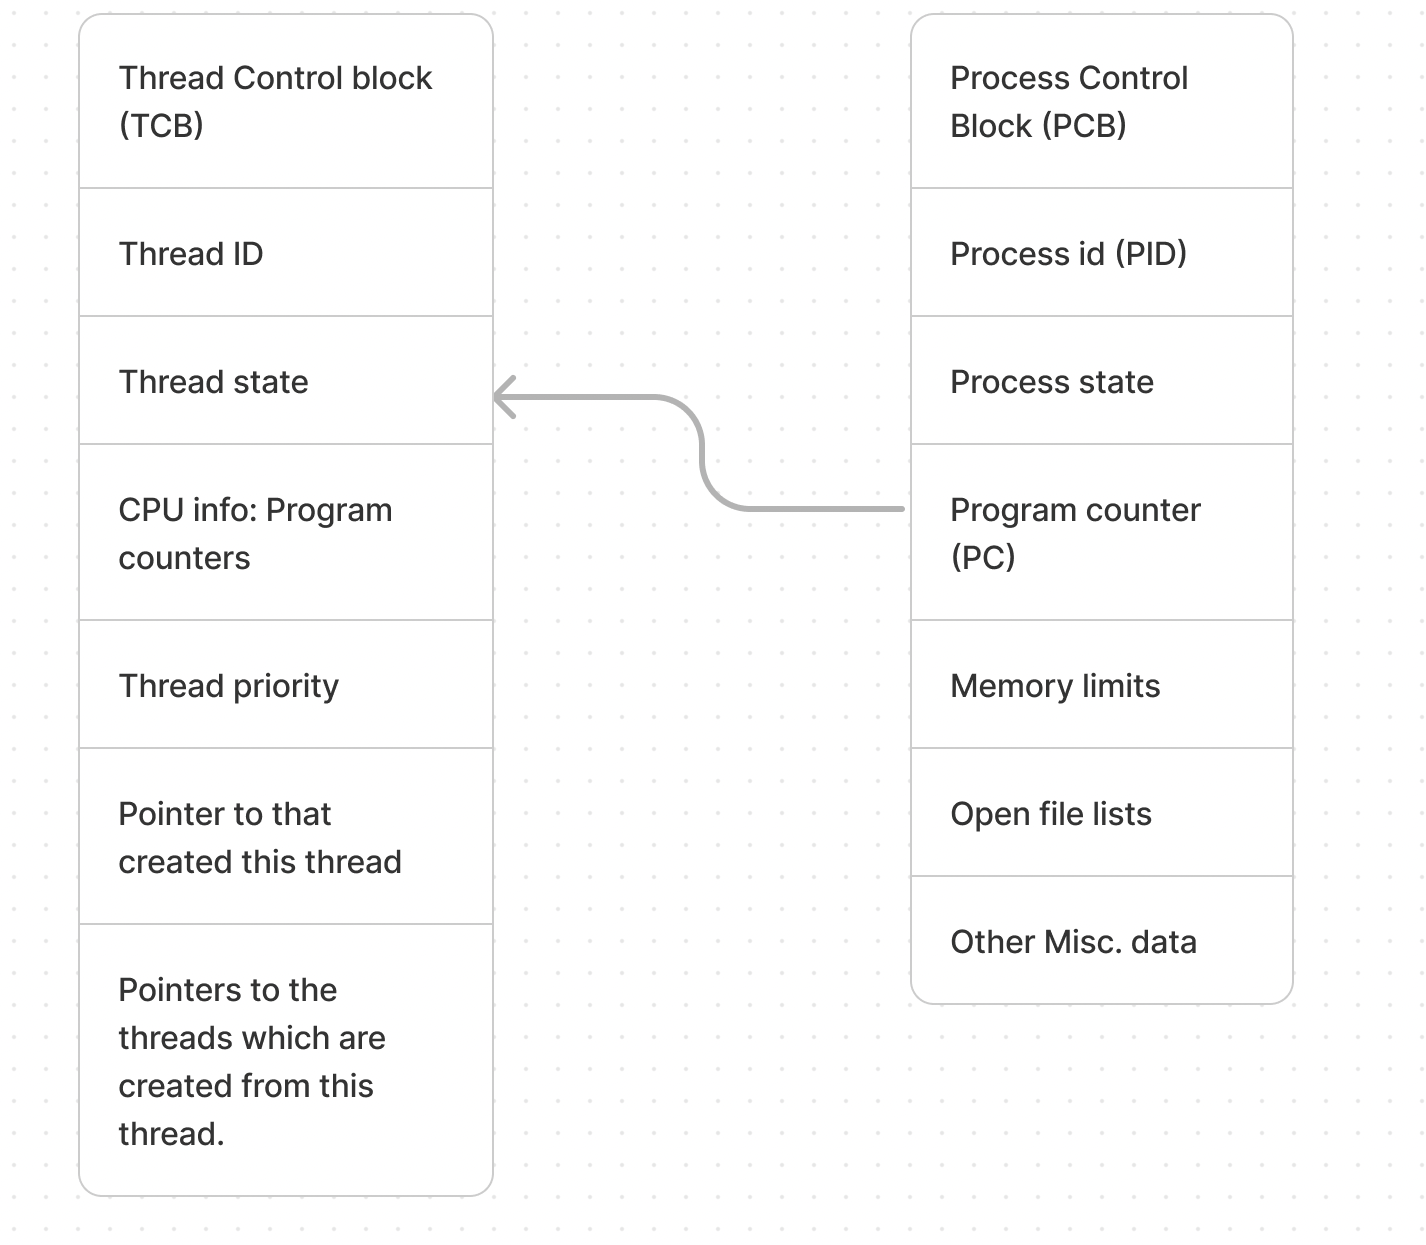 Thread Control block
(TCB)
Thread ID
Thread state
CPU info: Program
counters
Thread priority
Pointer to that
created this thread
Pointers to the
threads which are
created from this
thread.
Process Control
Block (PCB)
Process id (PID)
Process state
Program counter
(PC)
Memory limits
Open file lists
Other Misc. data